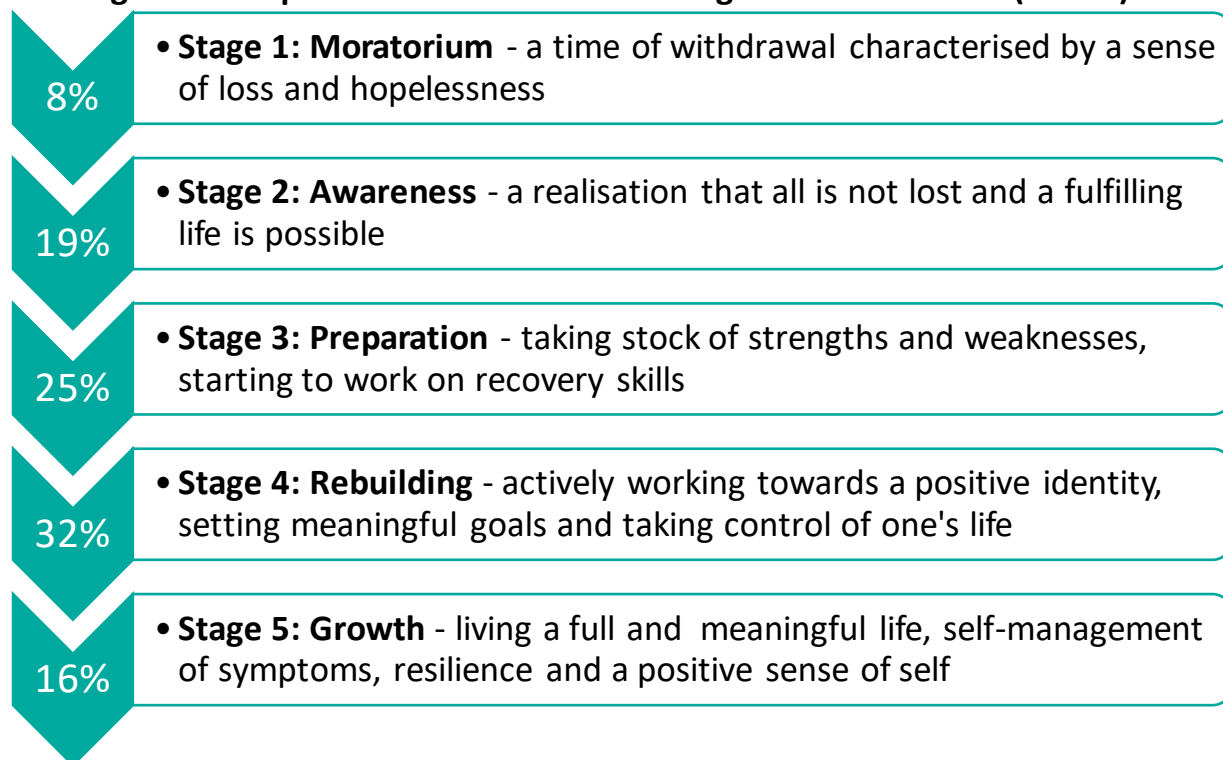 • Stage 1: Moratorium - a time of withdrawal characterised by a sense
of loss and hopelessness
8%
• Stage 2: Awareness - a realisation that all is not lost and a fulfilling
life is possible
19%
• Stage 3: Preparation - taking stock of strengths and weaknesses,
starting to work on recovery skills
25%
• Stage 4: Rebuilding - actively working towards a positive identity,
setting meaningful goals and taking control of one's life
32%
• Stage 5: Growth - living a full and meaningful life, self-management
of symptoms, resilience and a positive sense of self
16%